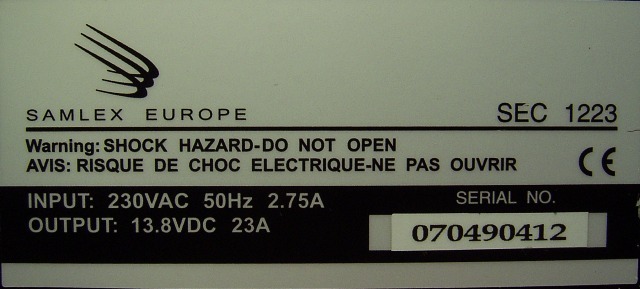 SAMLEX EUROPE
SEC 1223
Warning: SHOCK HAZARD-DO NOT OPEN
AVIS: RISQUE DE CHOC ELECTRIQUE-NE PAS OUVRIR
CE
INPUT: 230VAC 50Hz 2.75A
OUTPUT: 13.8VDC 23A
SERIAL NO.
070490412